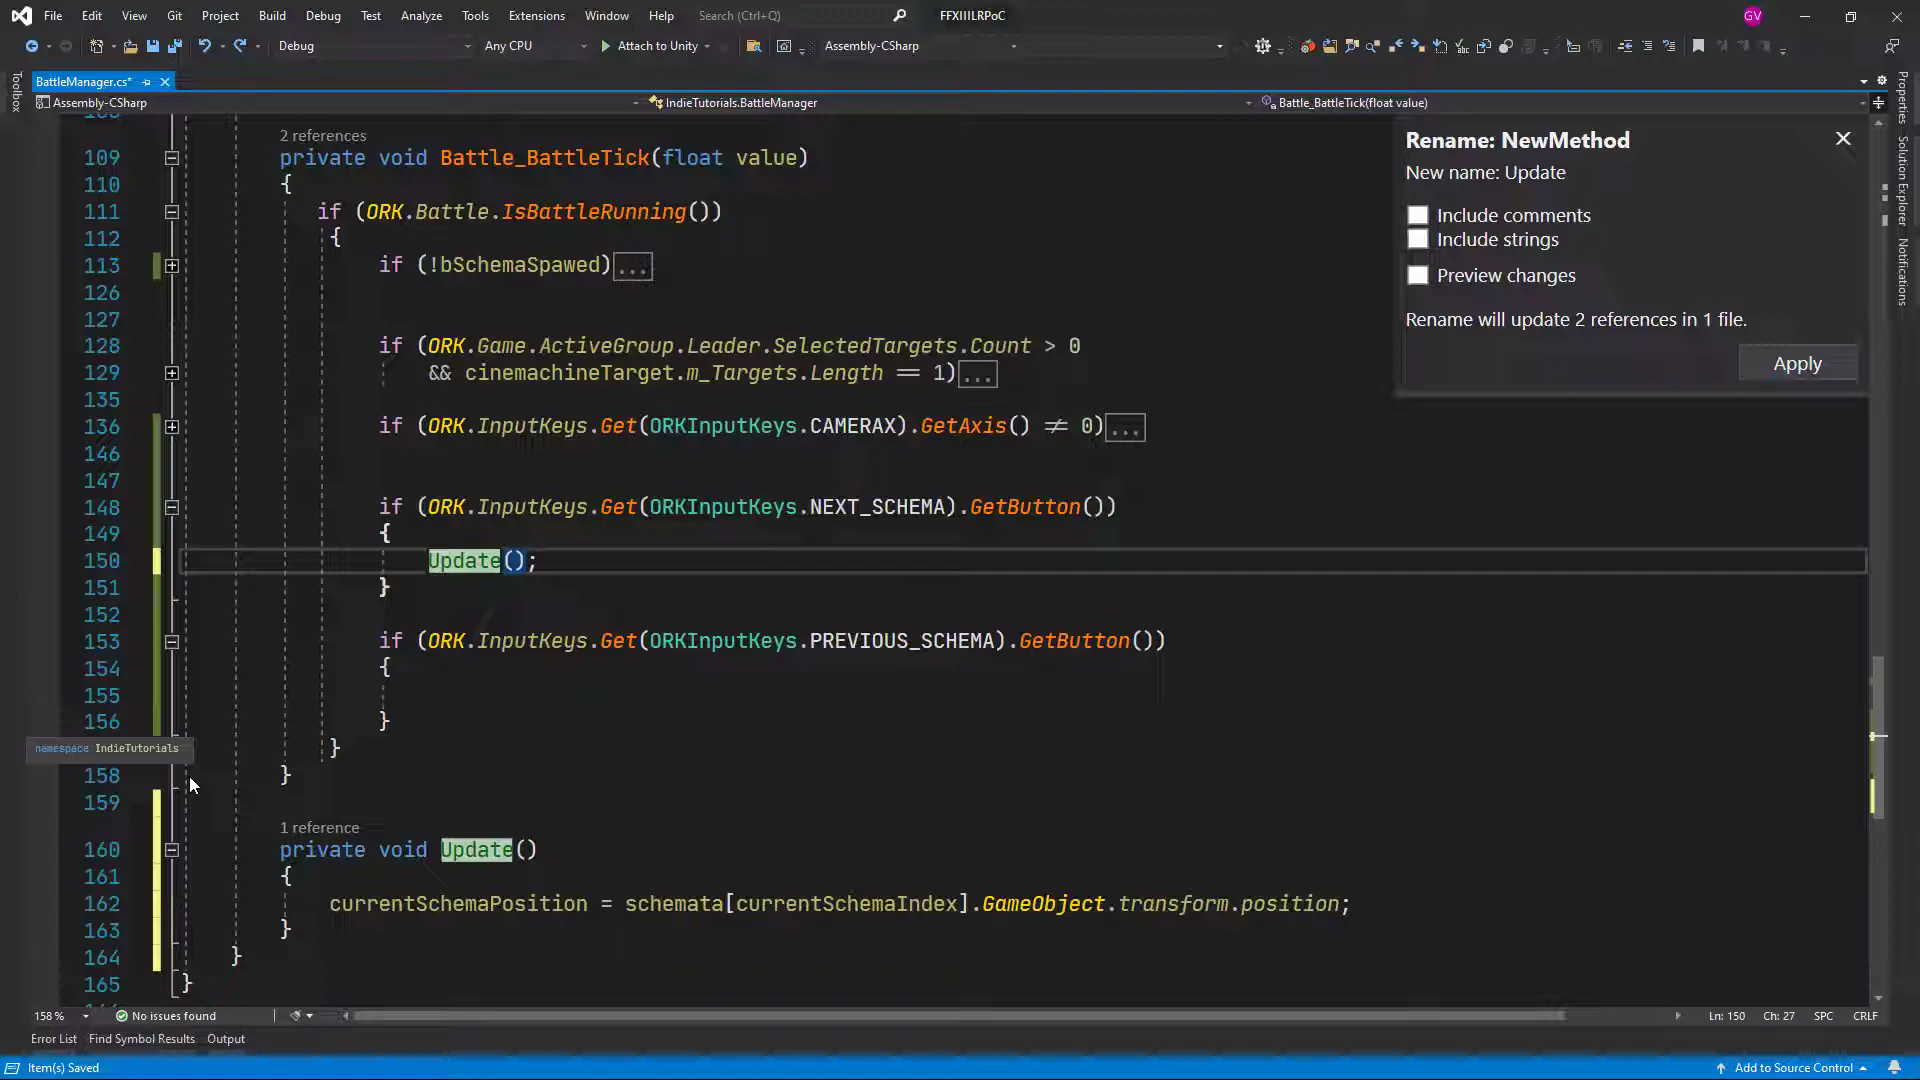 File Edit View Git Project Build Debug Test Analyze Tools Extensions Window Help Search (Ctrl+Q) FFXIIILRPoC GV
Debug Any CPU Attach to Unity Assembly-CSharp
BattleManager.cs*
Assembly-CSharp IndieTutorials.BattleManager Battle_BattleTick(float value)
Toolbox
Properties
Solution Explorer
Notifications
Rename: NewMethod
New name: Update
Include comments
Include strings
Preview changes
Rename will update 2 references in 1 file.
Apply
2 references
109 private void Battle_BattleTick(float value)
110 {
111 if (ORK.Battle.IsBattleRunning())
112 {
113 if (!bSchemaSpawed)...
126
127
128 if (ORK.Game.ActiveGroup.Leader.SelectedTargets.Count > 0
129 && cinemachineTarget.m_Targets.Length == 1)...
135
136 if (ORK.InputKeys.Get(ORKInputKeys.CAMERAX).GetAxis() != 0)...
146
147
148 if (ORK.InputKeys.Get(ORKInputKeys.NEXT_SCHEMA).GetButton())
149 {
150 Update();
151 }
152
153 if (ORK.InputKeys.Get(ORKInputKeys.PREVIOUS_SCHEMA).GetButton())
154 {
155
156 }
namespace IndieTutorials }
158 }
159
1 reference
160 private void Update()
161 {
162 currentSchemaPosition = schemata[currentSchemaIndex].GameObject.transform.position;
163 }
164 }
165 }
158 % No issues found Ln: 150 Ch: 27 SPC CRLF
Error List Find Symbol Results Output
Item(s) Saved Add to Source Control